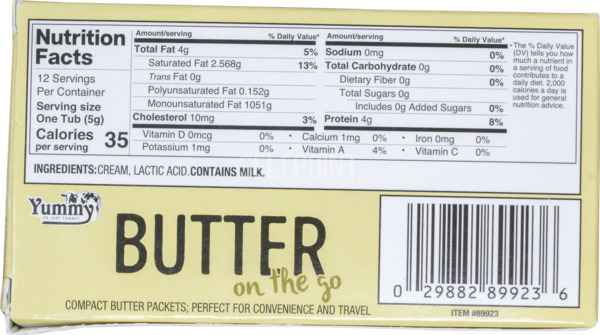 Nutrition Facts
12 Servings
Per Container
Serving size
One Tub (5g)
Calories 35
per serving
Amount/serving % Daily Value*
Total Fat 4g 5%
Saturated Fat 2.568g 13%
Trans Fat 0g
Polyunsaturated Fat 0.152g
Monounsaturated Fat 1051g
Cholesterol 10mg 3%
Amount/serving % Daily Value*
Sodium 0mg 0%
Total Carbohydrate 0g 0%
Dietary Fiber 0g 0%
Total Sugars 0g
Includes 0g Added Sugars 0%
Protein 4g 8%
Vitamin D 0mcg 0% • Calcium 1mg 0% • Iron 0mg 0%
Potassium 1mg 0% • Vitamin A 4% • Vitamin C 0%
*The % Daily Value
(DV) tells you how
much a nutrient in
a serving of food
contributes to a
daily diet. 2,000
calories a day is
used for general
nutrition advice.
INGREDIENTS:CREAM, LACTIC ACID.CONTAINS MILK.
Yummy
BUTTER
on the go
COMPACT BUTTER PACKETS; PERFECT FOR CONVENIENCE AND TRAVEL
0 29882 89923 6
ITEM #89923